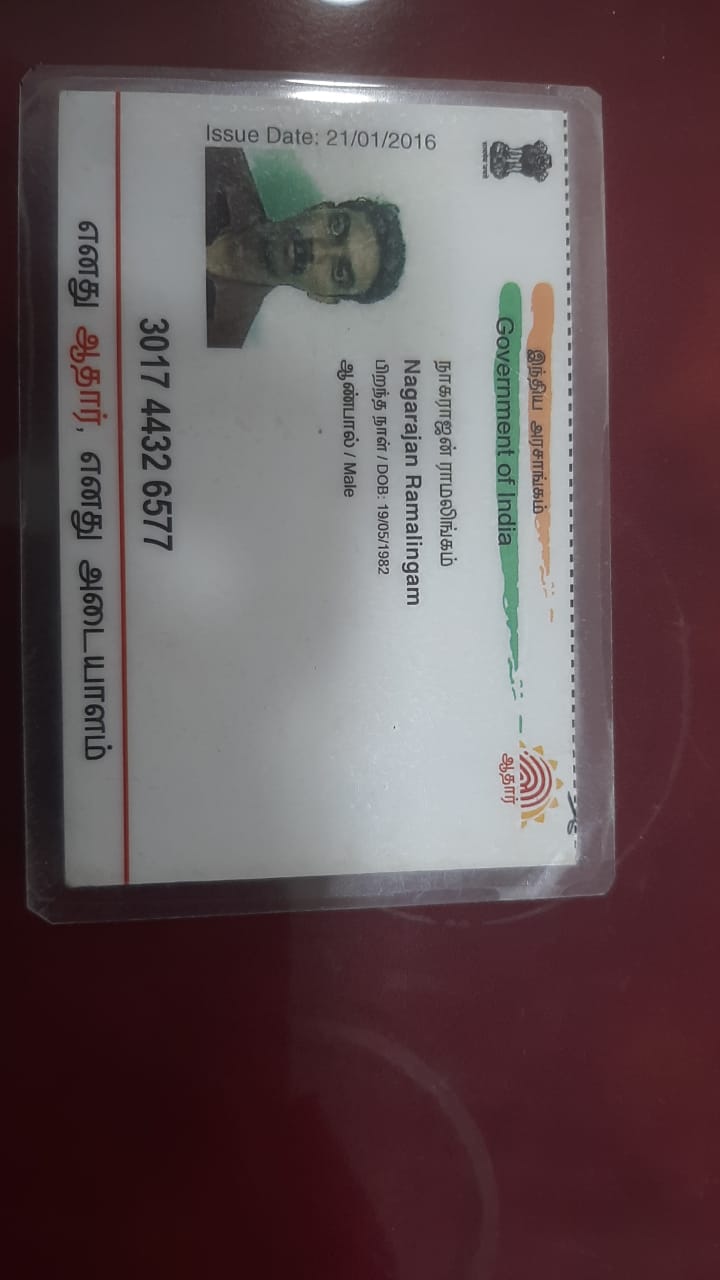 இந்திய அரசாங்கம்
Government of India
ஆதார்
Issue Date: 21/01/2016
நாகராஜன் ராமலிங்கம்
Nagarajan Ramalingam
பிறந்த நாள் / DOB: 19/05/1982
ஆண்பால் / Male
3017 4432 6577
எனது ஆதார், எனது அடையாளம்